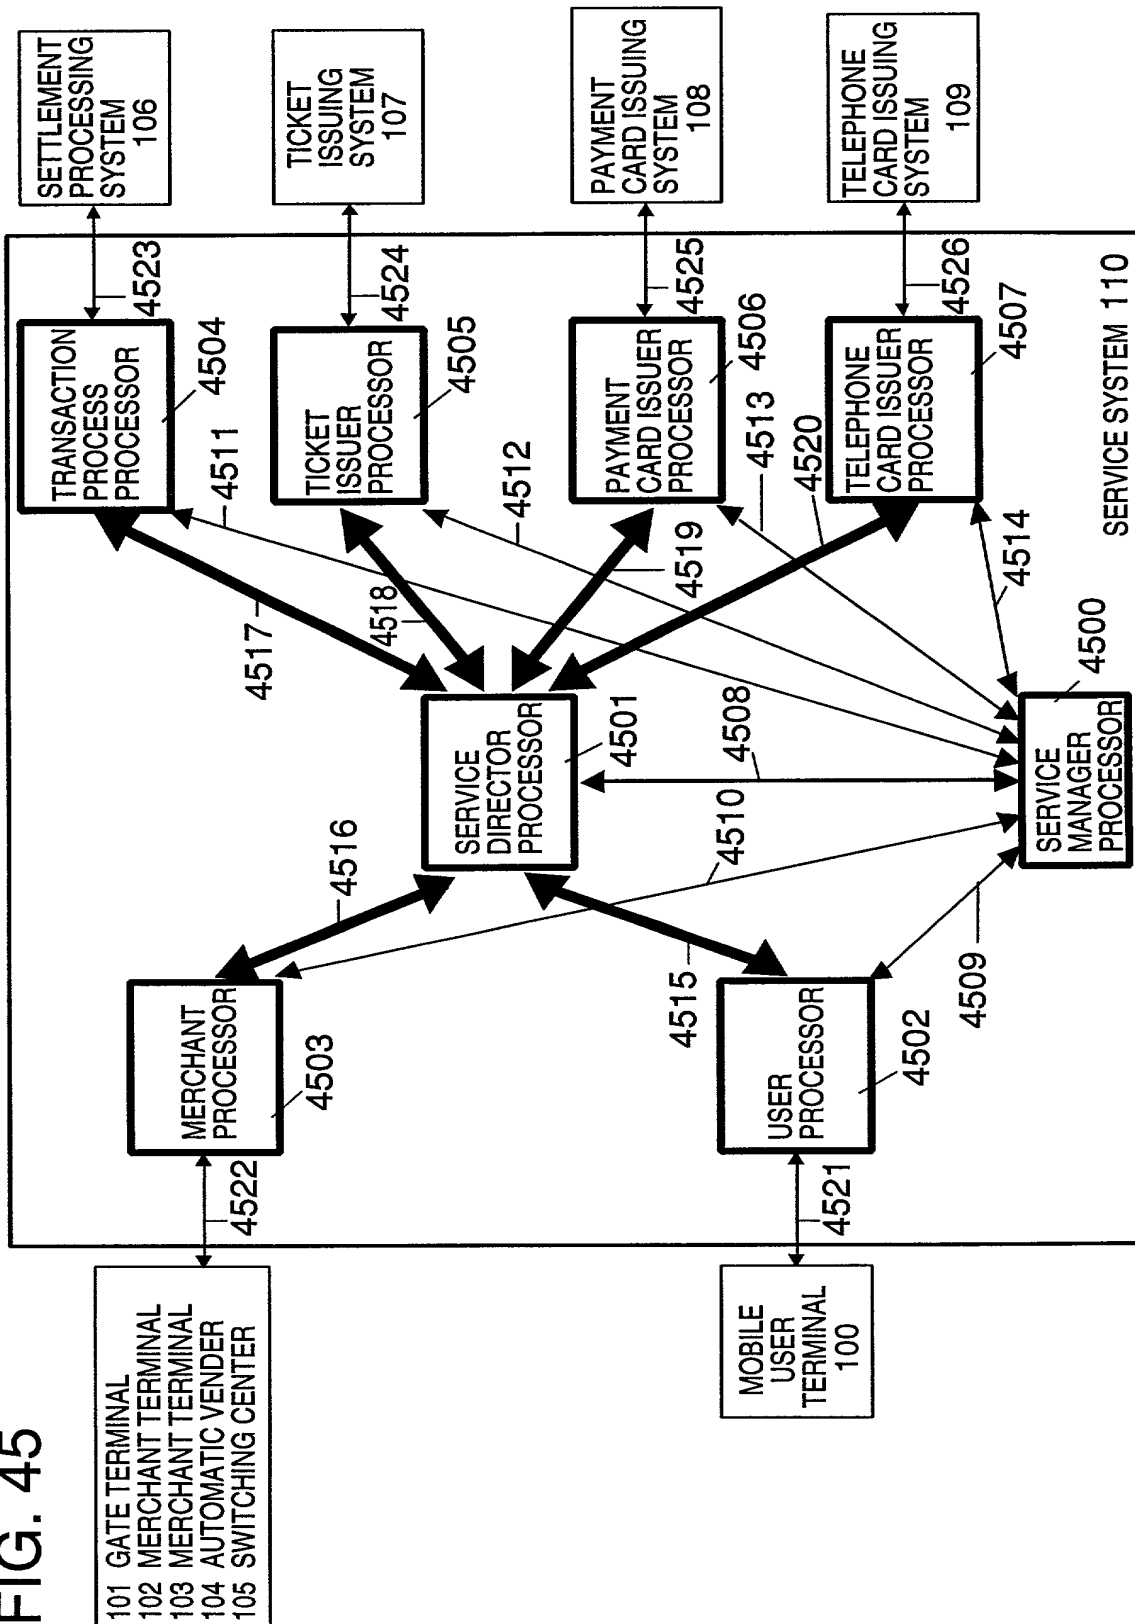 FIG. 45
101 GATE TERMINAL
102 MERCHANT TERMINAL
103 MERCHANT TERMINAL
104 AUTOMATIC VENDER
105 SWITCHING CENTER
4522
MERCHANT
PROCESSOR
4503
4516
MOBILE
USER
TERMINAL
100
4521
USER
PROCESSOR
4502
4515
4509
4510
SERVICE
DIRECTOR
PROCESSOR
4501
4508
SERVICE
MANAGER
PROCESSOR
4500
4517
4518
4519
4520
4511
4512
4513
4514
TRANSACTION
PROCESS
PROCESSOR
4504
4523
SETTLEMENT
PROCESSING
SYSTEM
106
TICKET
ISSUER
PROCESSOR
4505
4524
TICKET
ISSUING
SYSTEM
107
PAYMENT
CARD ISSUER
PROCESSOR
4506
4525
PAYMENT
CARD ISSUING
SYSTEM
108
TELEPHONE
CARD ISSUER
PROCESSOR
4507
4526
TELEPHONE
CARD ISSUING
SYSTEM
109
SERVICE SYSTEM 110